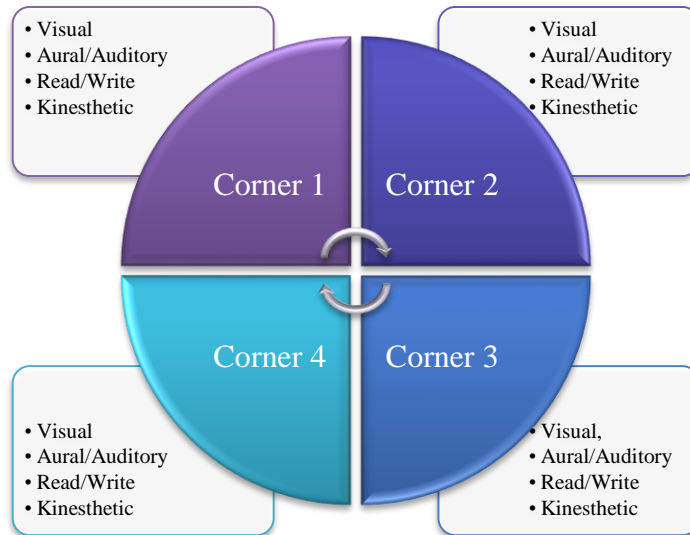 • Visual
• Aural/Auditory
• Read/Write
• Kinesthetic
• Visual
• Aural/Auditory
• Read/Write
• Kinesthetic
Corner 1
Corner 2
Corner 4
Corner 3
• Visual
• Aural/Auditory
• Read/Write
• Kinesthetic
• Visual,
• Aural/Auditory
• Read/Write
• Kinesthetic